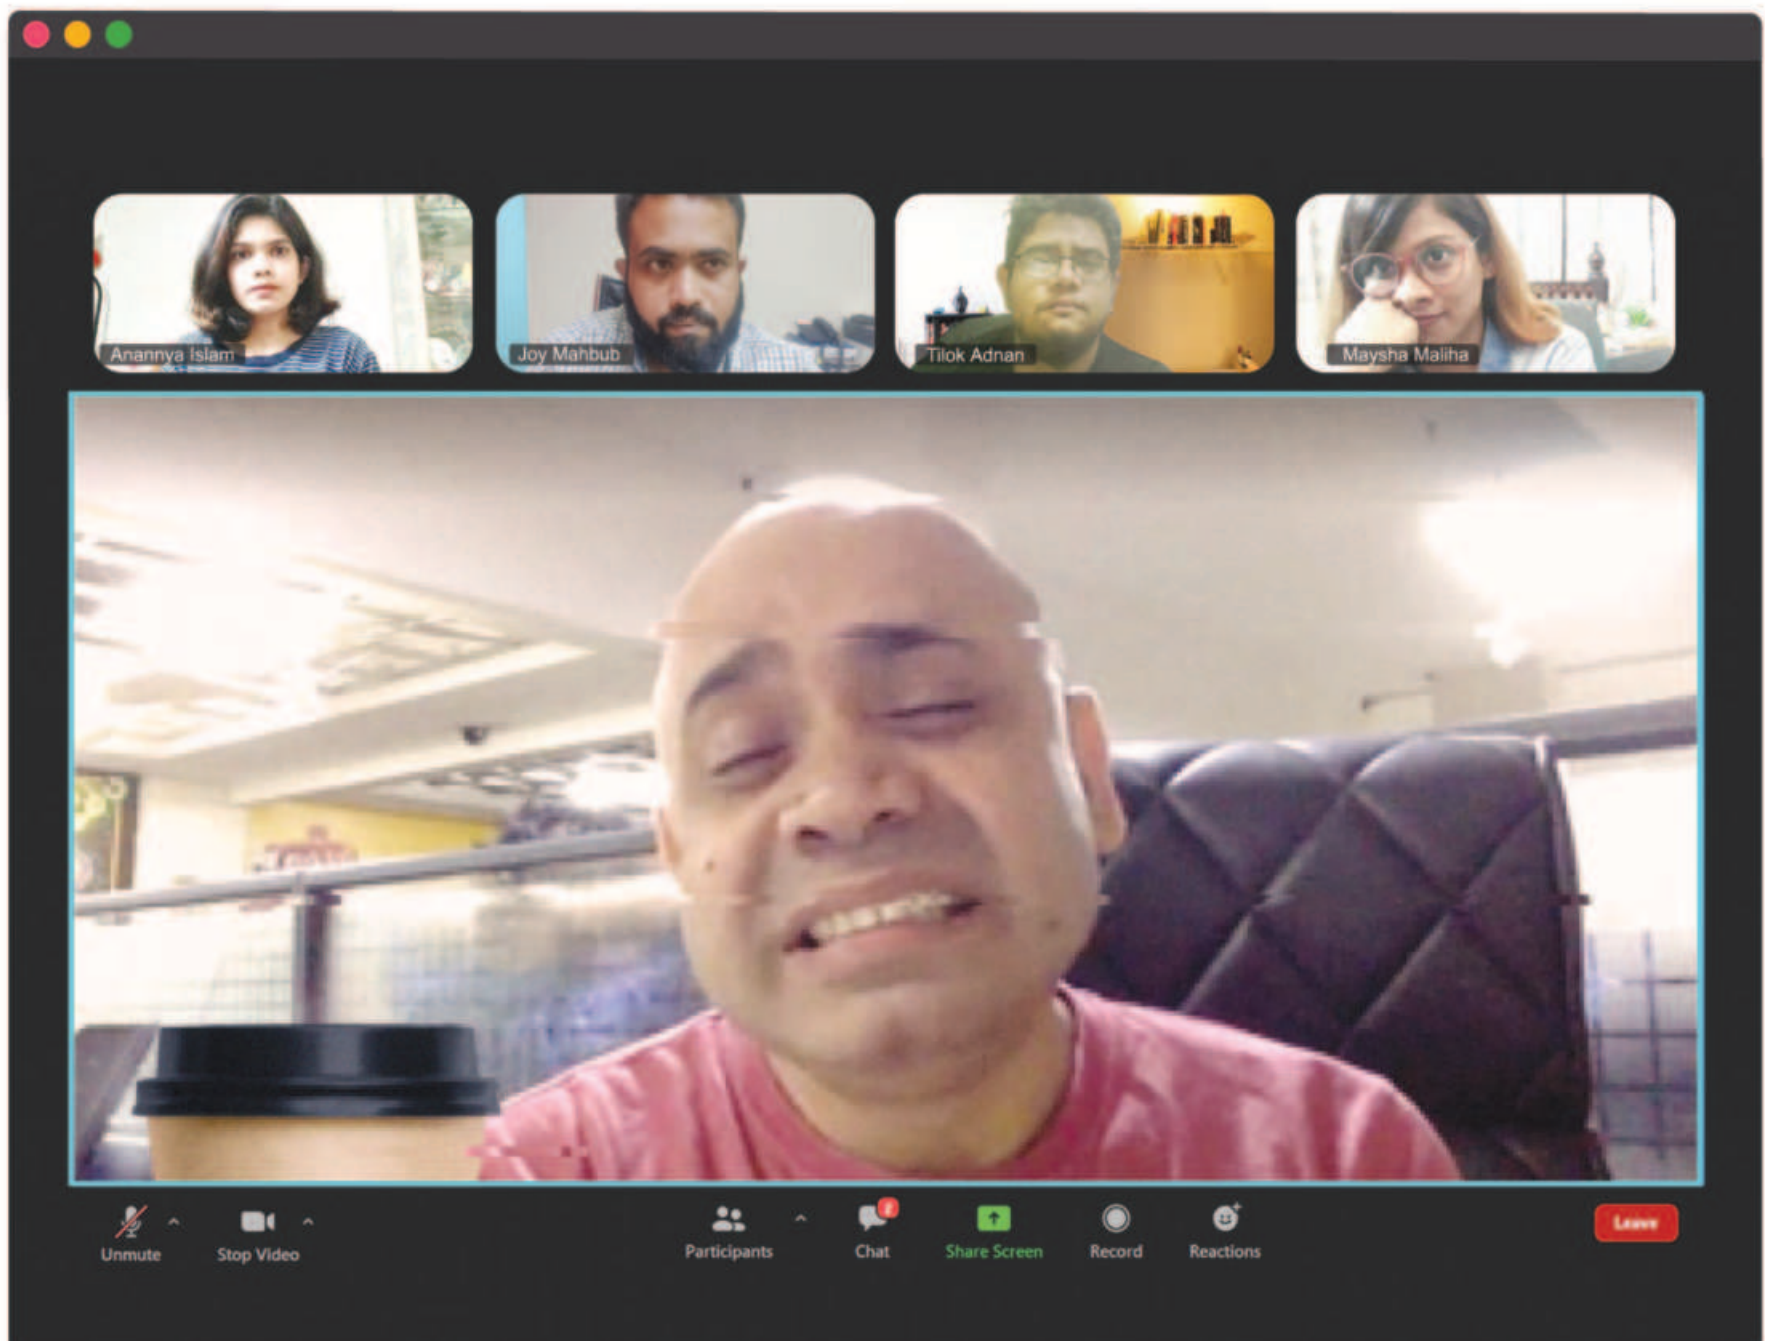 Anannya Islam
Joy Mahbub
Tilok Adnan
Maysha Maliha
Unmute
Stop Video
Participants
Chat
Share Screen
Record
Reactions
Leave